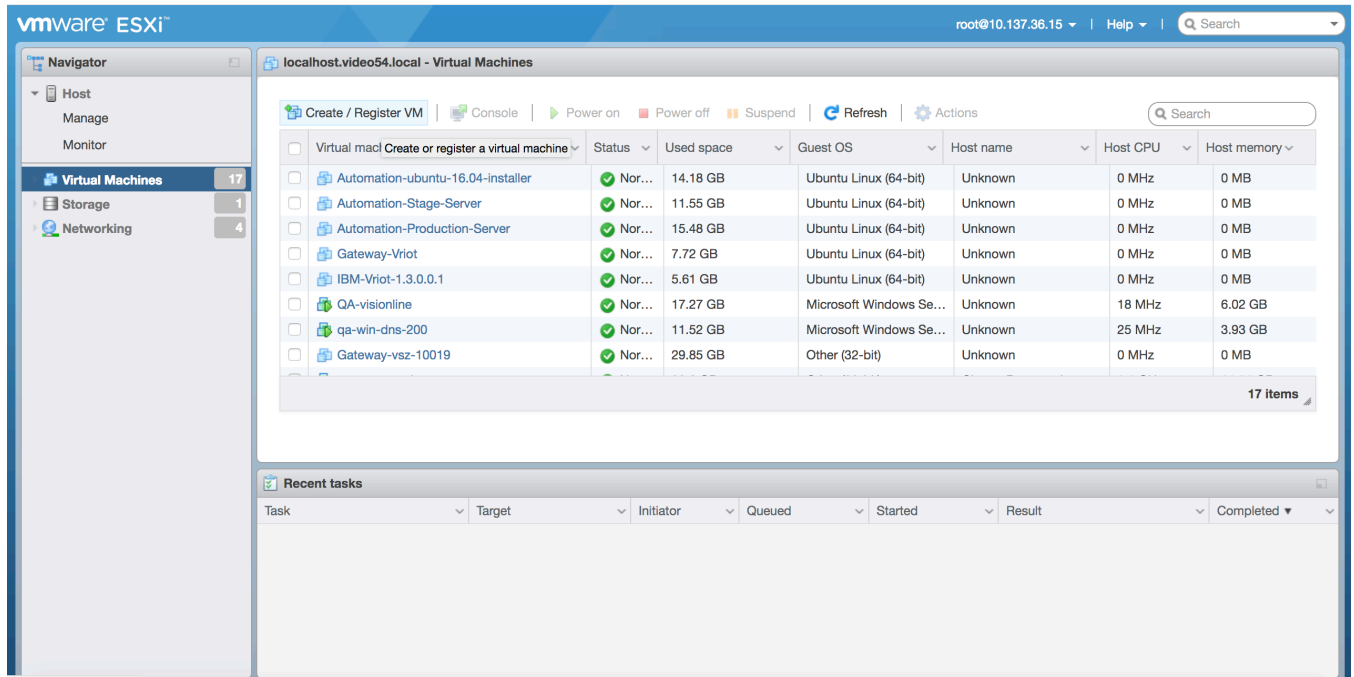 vmware ESXi™
root@10.137.36.15 | Help | Search
Navigator
Host
Manage
Monitor
Virtual Machines 17
Storage 1
Networking 4
localhost.video54.local - Virtual Machines
Create / Register VM | Console | Power on Power off Suspend | Refresh | Actions Search
Virtual Create or register a virtual machine Status Used space Guest OS Host name Host CPU Host memory
Automation-ubuntu-16.04-installer Nor... 14.18 GB Ubuntu Linux (64-bit) Unknown 0 MHz 0 MB
Automation-Stage-Server Nor... 11.55 GB Ubuntu Linux (64-bit) Unknown 0 MHz 0 MB
Automation-Production-Server Nor... 15.48 GB Ubuntu Linux (64-bit) Unknown 0 MHz 0 MB
Gateway-Vriot Nor... 7.72 GB Ubuntu Linux (64-bit) Unknown 0 MHz 0 MB
IBM-Vriot-1.3.0.0.1 Nor... 5.61 GB Ubuntu Linux (64-bit) Unknown 0 MHz 0 MB
QA-visionline Nor... 17.27 GB Microsoft Windows Se... Unknown 18 MHz 6.02 GB
qa-win-dns-200 Nor... 11.52 GB Microsoft Windows Se... Unknown 25 MHz 3.93 GB
Gateway-vsz-10019 Nor... 29.85 GB Other (32-bit) Unknown 0 MHz 0 MB
17 items
Recent tasks
Task Target Initiator Queued Started Result Completed ▼